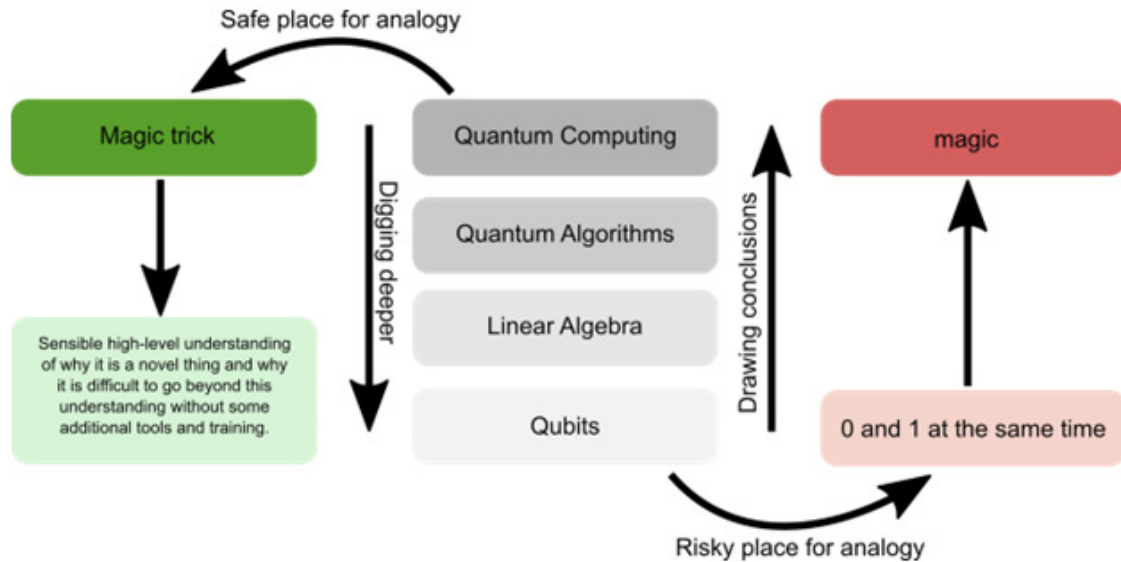 Safe place for analogy
Magic trick
Quantum Computing
magic
Digging deeper
Quantum Algorithms
Drawing conclusions
Linear Algebra
Sensible high-level understanding
of why it is a novel thing and why
it is difficult to go beyond this
understanding without some
additional tools and training.
Qubits
0 and 1 at the same time
Risky place for analogy